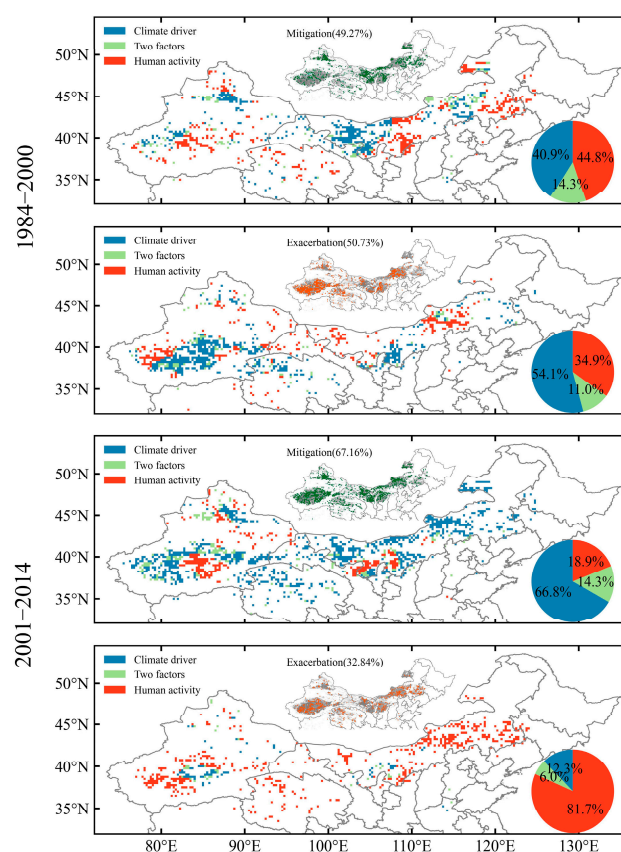 1984−2000
50°N
45°N
40°N
35°N
Climate driver
Two factors
Human activity
Mitigation(49.27%)
40.9%
44.8%
14.3%
50°N
45°N
40°N
35°N
Climate driver
Two factors
Human activity
Exacerbation(50.73%)
54.1%
34.9%
11.0%
2001−2014
50°N
45°N
40°N
35°N
Climate driver
Two factors
Human activity
Mitigation(67.16%)
18.9%
14.3%
66.8%
50°N
45°N
40°N
35°N
Climate driver
Two factors
Human activity
Exacerbation(32.84%)
12.3%
6.0%
81.7%
80°E
90°E
100°E
110°E
120°E
130°E